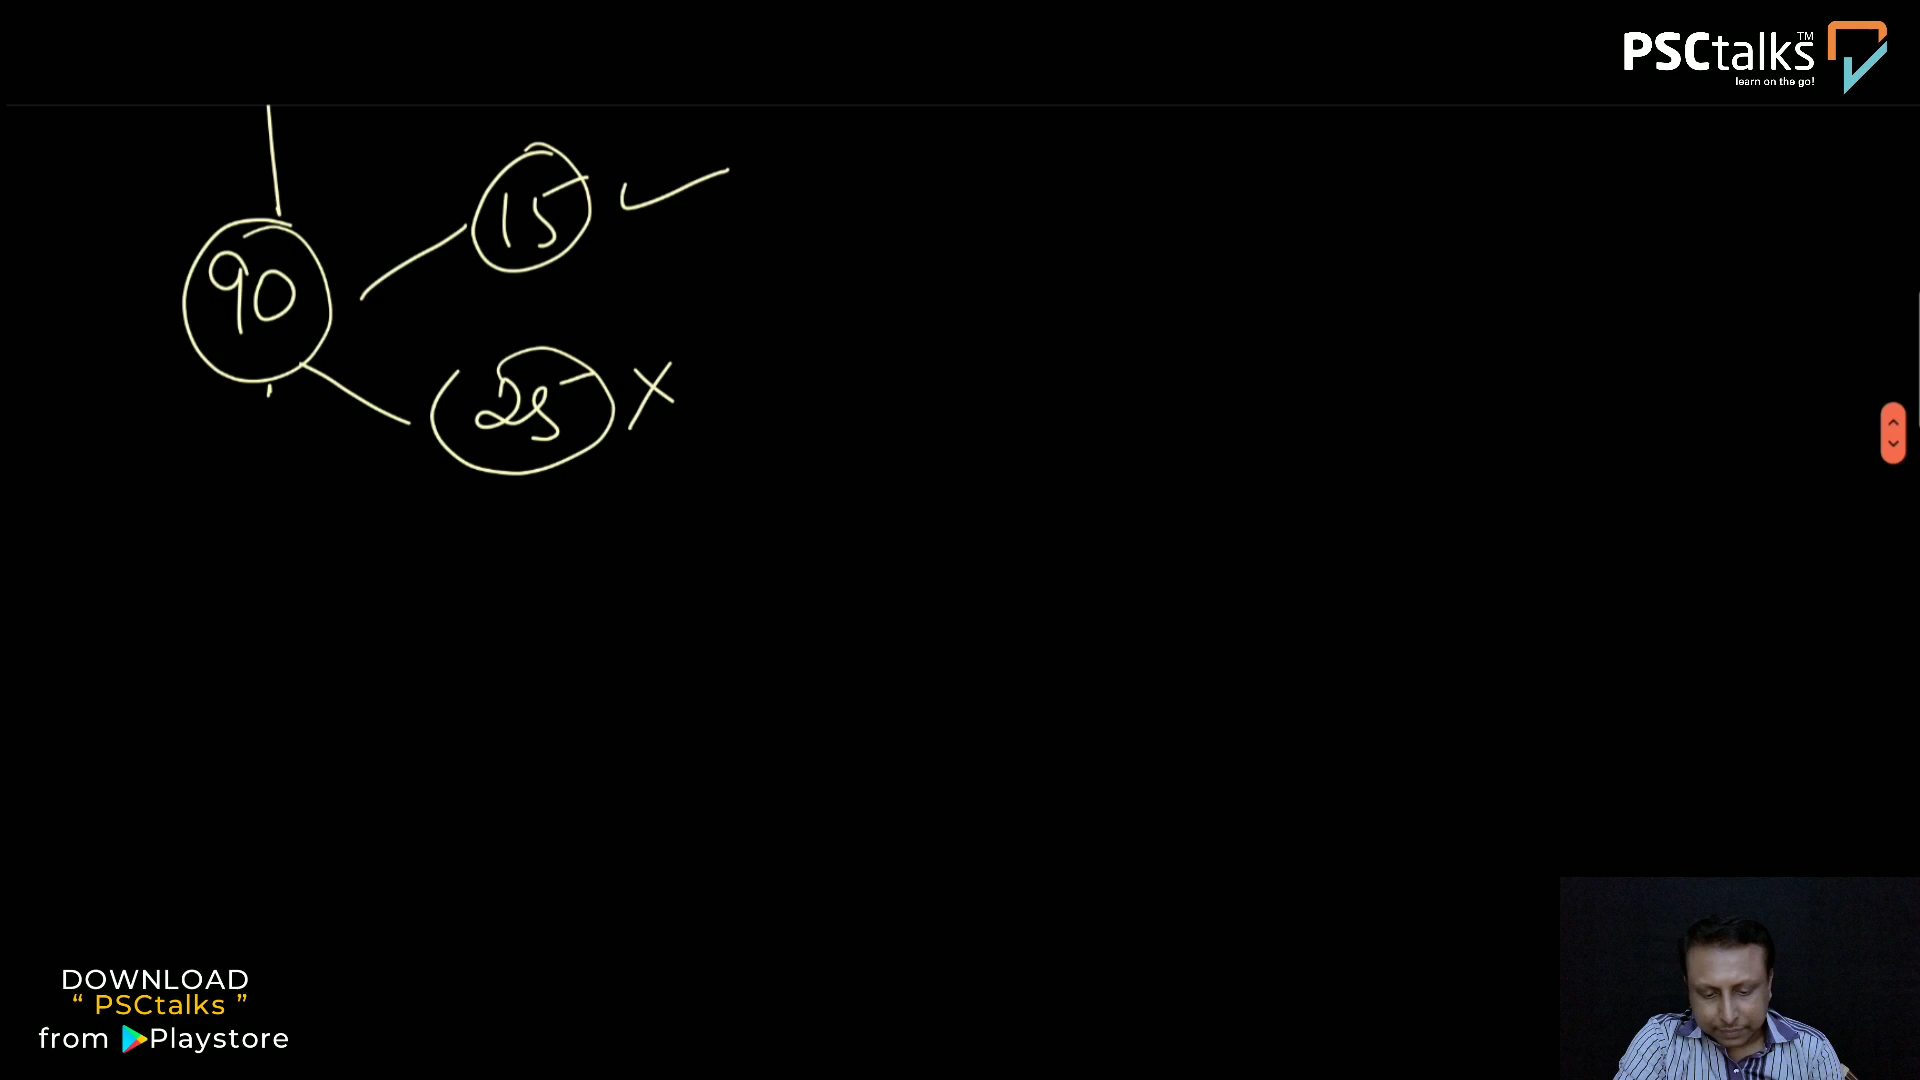 PSCtalks™
learn on the go!
15 ✓
90
25 X
DOWNLOAD
“ PSCtalks ”
from Playstore